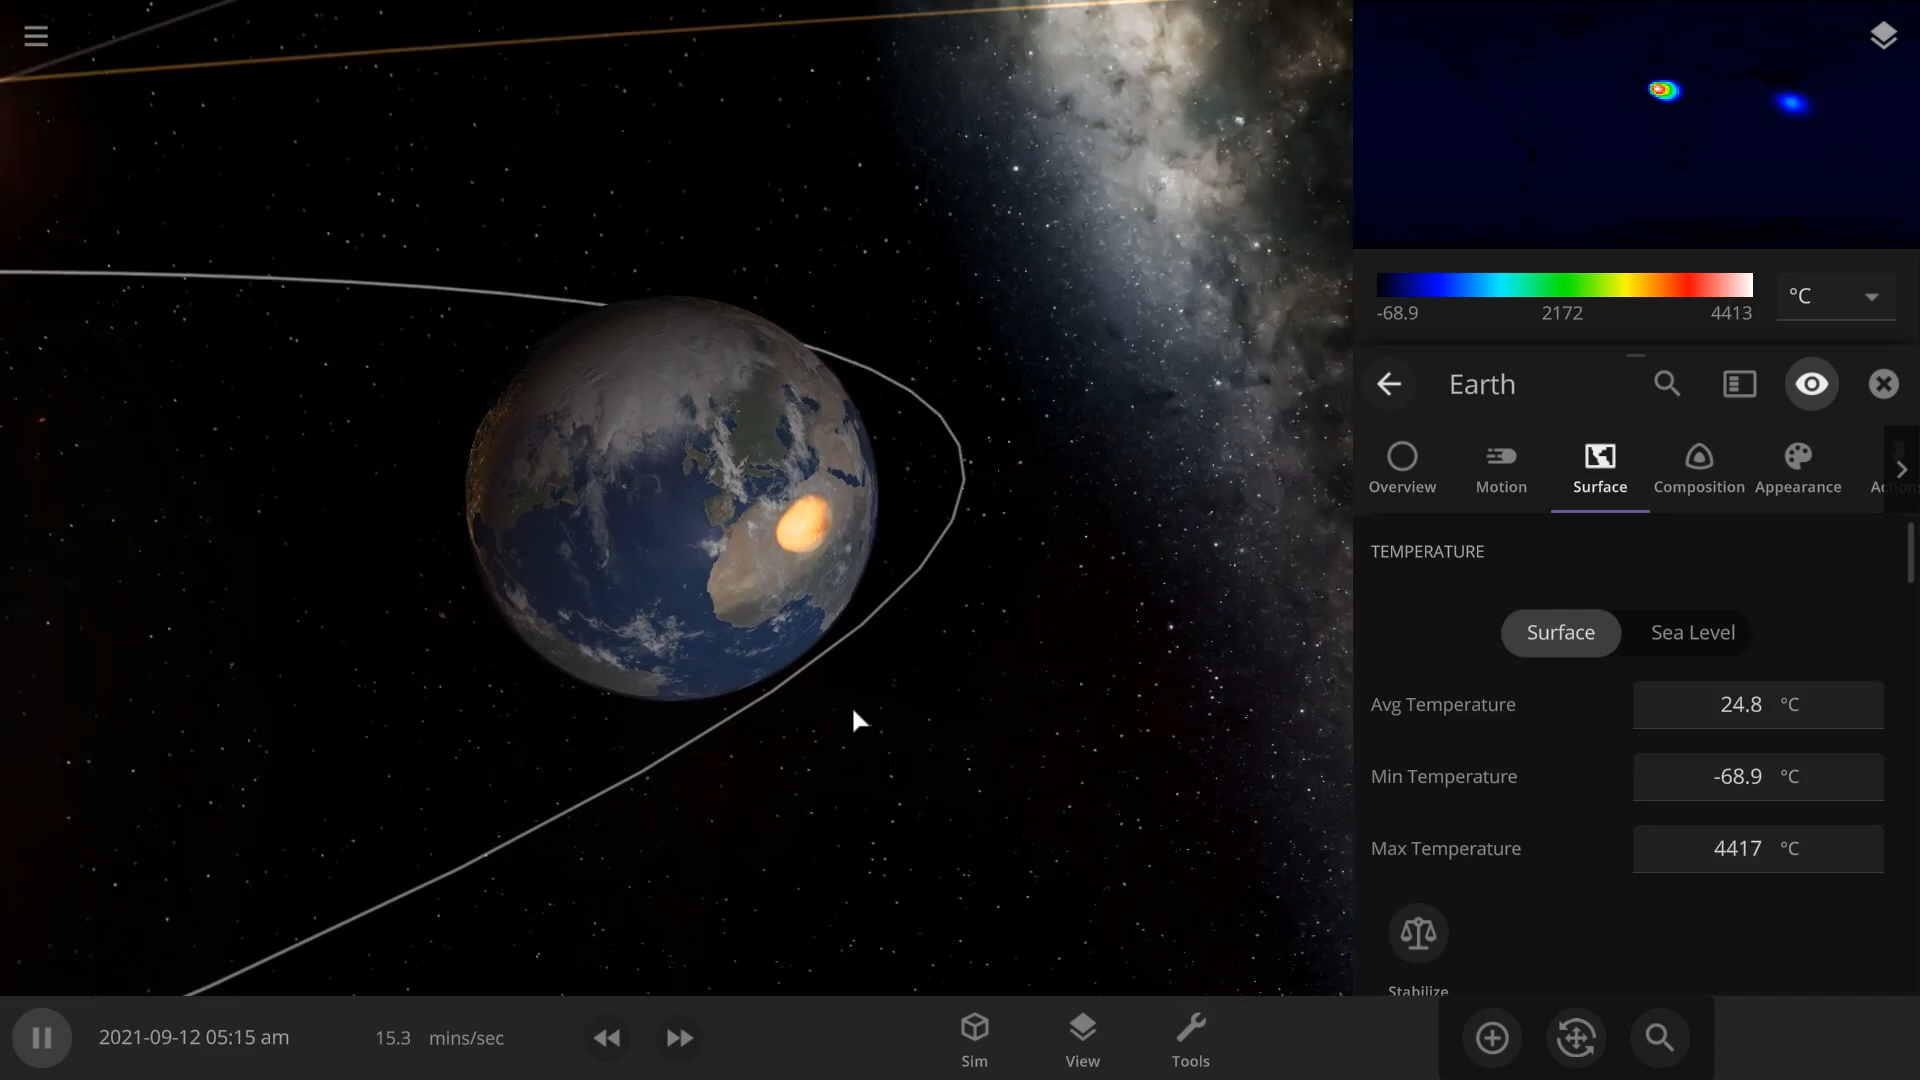 °C
-68.9 2172 4413
Earth
Overview Motion Surface Composition Appearance
TEMPERATURE
Surface Sea Level
Avg Temperature 24.8 °C
Min Temperature -68.9 °C
Max Temperature 4417 °C
Stabilize
2021-09-12 05:15 am 15.3 mins/sec
Sim View Tools